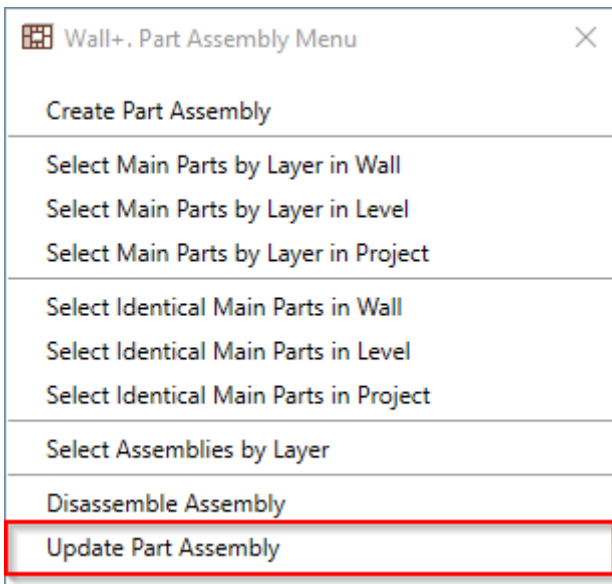 Wall+. Part Assembly Menu
Create Part Assembly
Select Main Parts by Layer in Wall
Select Main Parts by Layer in Level
Select Main Parts by Layer in Project
Select Identical Main Parts in Wall
Select Identical Main Parts in Level
Select Identical Main Parts in Project
Select Assemblies by Layer
Disassemble Assembly
Update Part Assembly